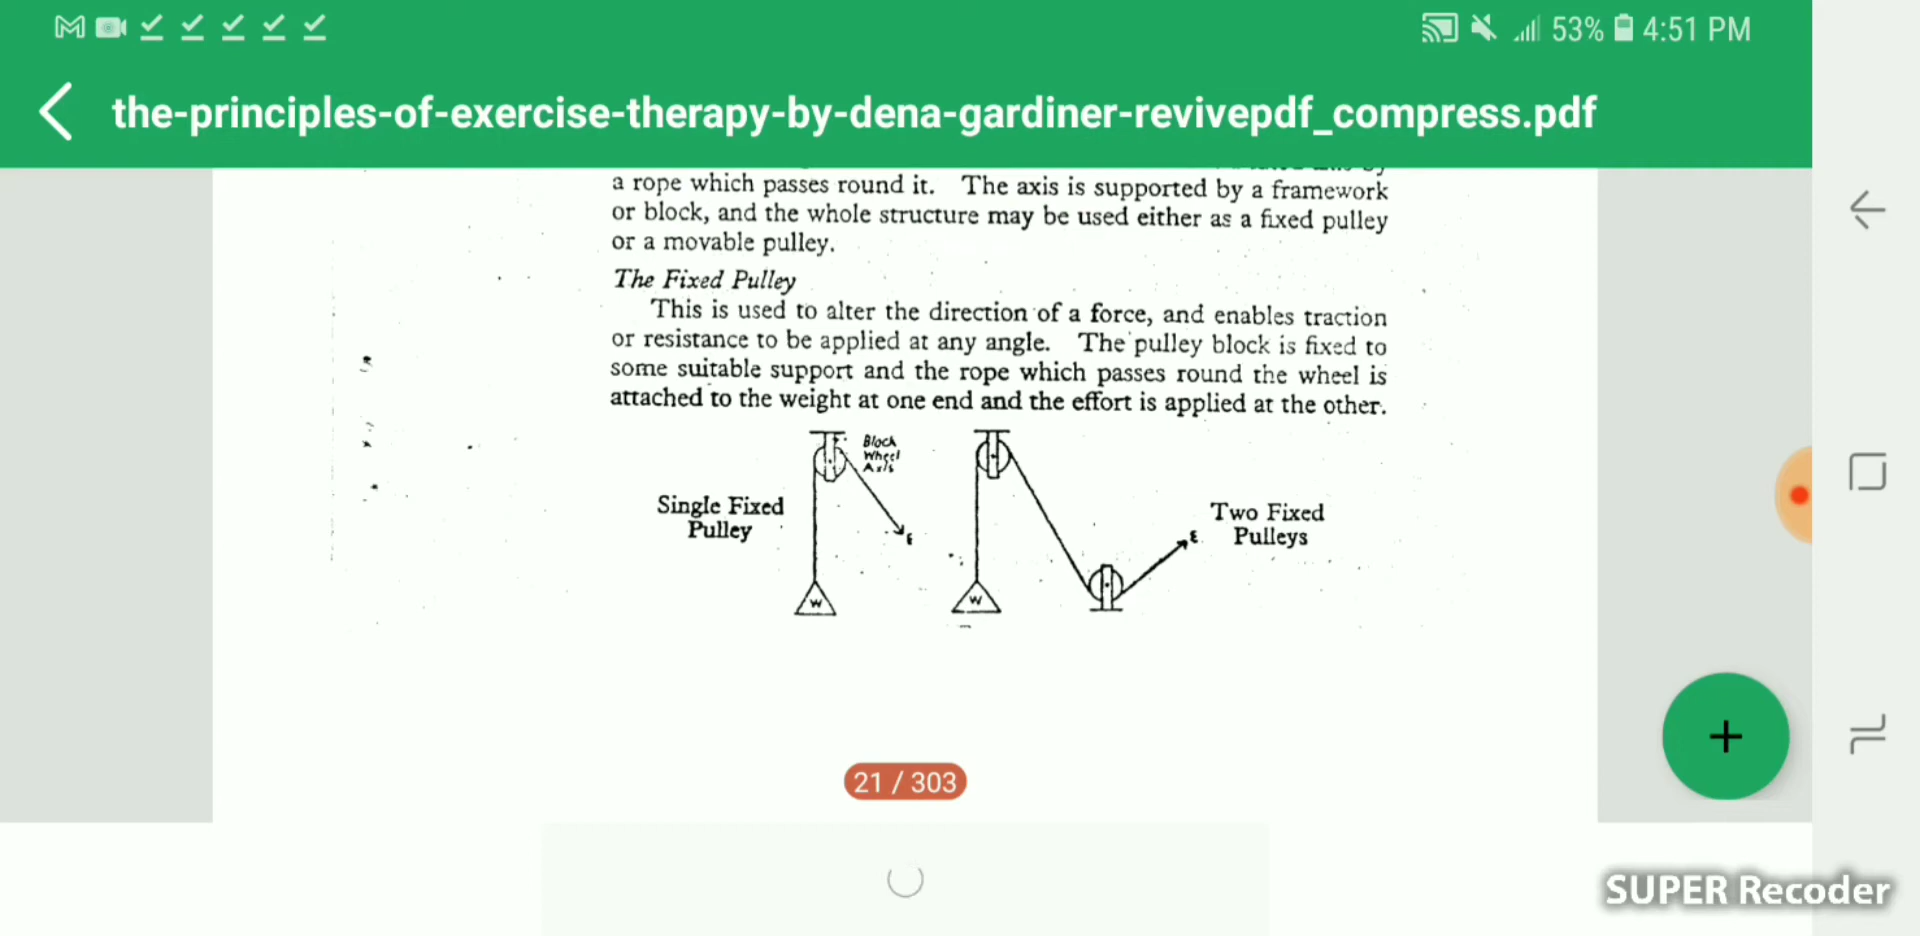 53% 4:51 PM
the-principles-of-exercise-therapy-by-dena-gardiner-revivepdf_compress.pdf
a rope which passes round it. The axis is supported by a framework
or block, and the whole structure may be used either as a fixed pulley
or a movable pulley.
The Fixed Pulley
This is used to alter the direction of a force, and enables traction
or resistance to be applied at any angle. The pulley block is fixed to
some suitable support and the rope which passes round the wheel is
attached to the weight at one end and the effort is applied at the other.
Block
Wheel
Axis
Single Fixed
Pulley
E
W
Two Fixed
Pulleys
E
W
21 / 303
SUPER Recoder